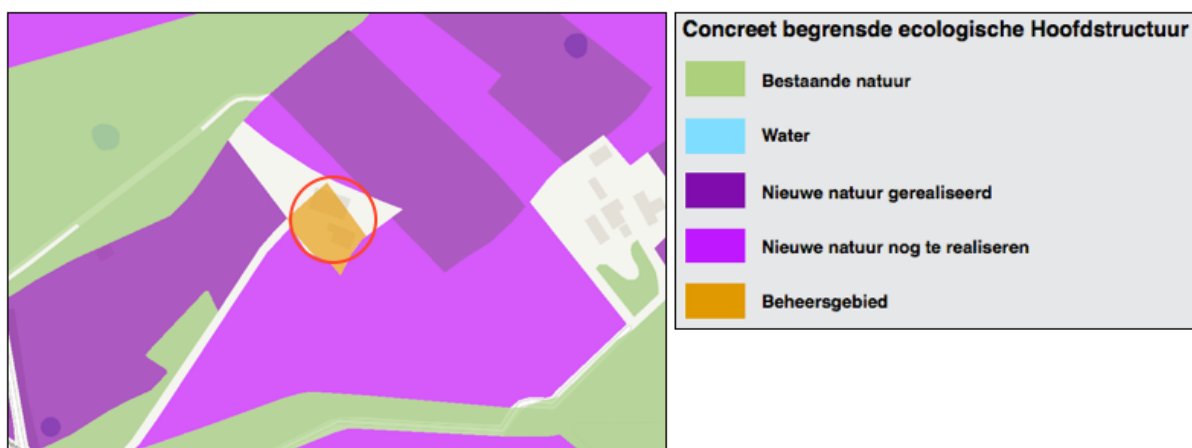 Concreet begrensde ecologische Hoofdstructuur
Bestaande natuur
Water
Nieuwe natuur gerealiseerd
Nieuwe natuur nog te realiseren
Beheersgebied